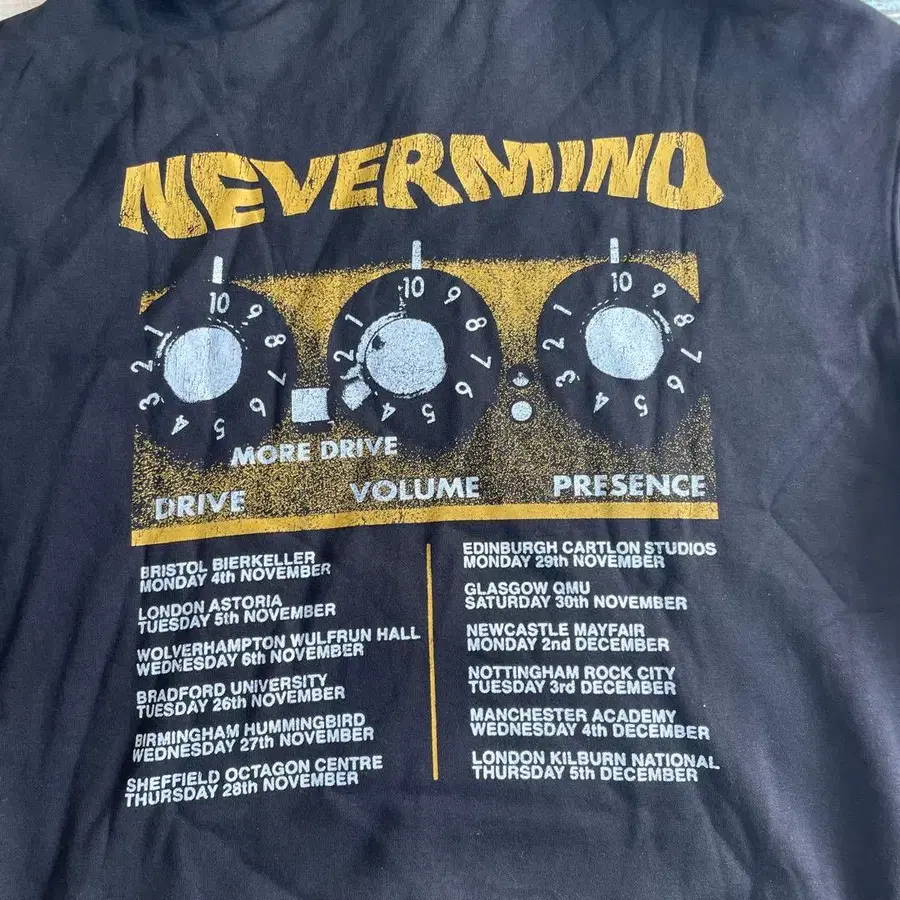 NEVERMIND
10 9 8 7 6 5 4 3 2 1
10 9 8 7 6 5 4 2
10 9 8 7 6 5 4 3 2 1
MORE DRIVE
DRIVE VOLUME PRESENCE
BRISTOL BIERKELLER
MONDAY 4th NOVEMBER
LONDON ASTORIA
TUESDAY 5th NOVEMBER
WOLVERHAMPTON WULFRUN HALL
WEDNESDAY 6th NOVEMBER
BRADFORD UNIVERSITY
TUESDAY 26th NOVEMBER
BIRMINGHAM HUMMINGBIRD
WEDNESDAY 27th NOVEMBER
SHEFFIELD OCTAGON CENTRE
THURSDAY 28th NOVEMBER
EDINBURGH CARTLON STUDIOS
MONDAY 29th NOVEMBER
GLASGOW QMU
SATURDAY 30th NOVEMBER
NEWCASTLE MAYFAIR
MONDAY 2nd DECEMBER
NOTTINGHAM ROCK CITY
TUESDAY 3rd DECEMBER
MANCHESTER ACADEMY
WEDNESDAY 4th DECEMBER
LONDON KILBURN NATIONAL
THURSDAY 5th DECEMBER